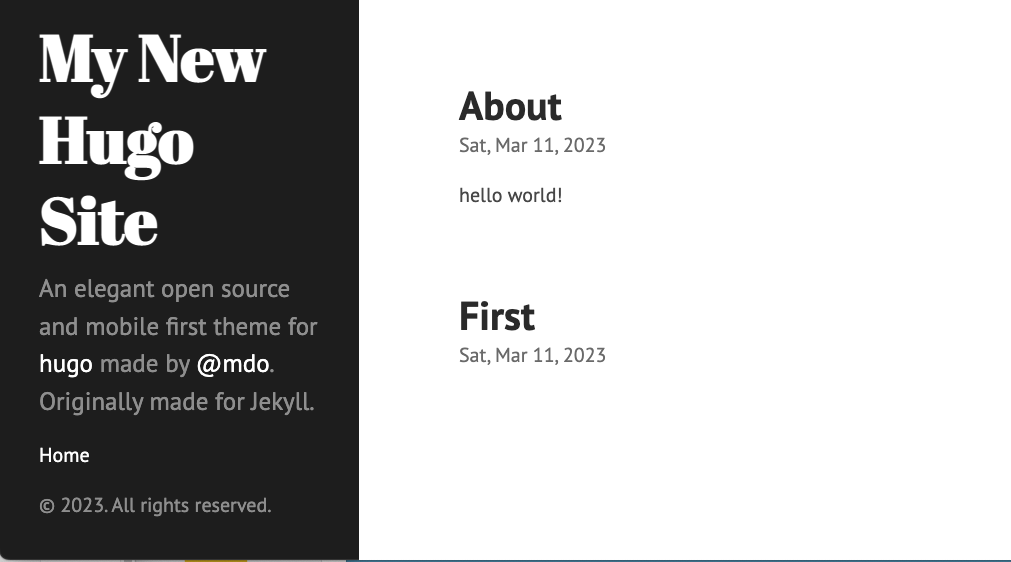 My New
Hugo
Site
An elegant open source
and mobile first theme for
hugo made by @mdo.
Originally made for Jekyll.
Home
© 2023. All rights reserved.
About
Sat, Mar 11, 2023
hello world!
First
Sat, Mar 11, 2023